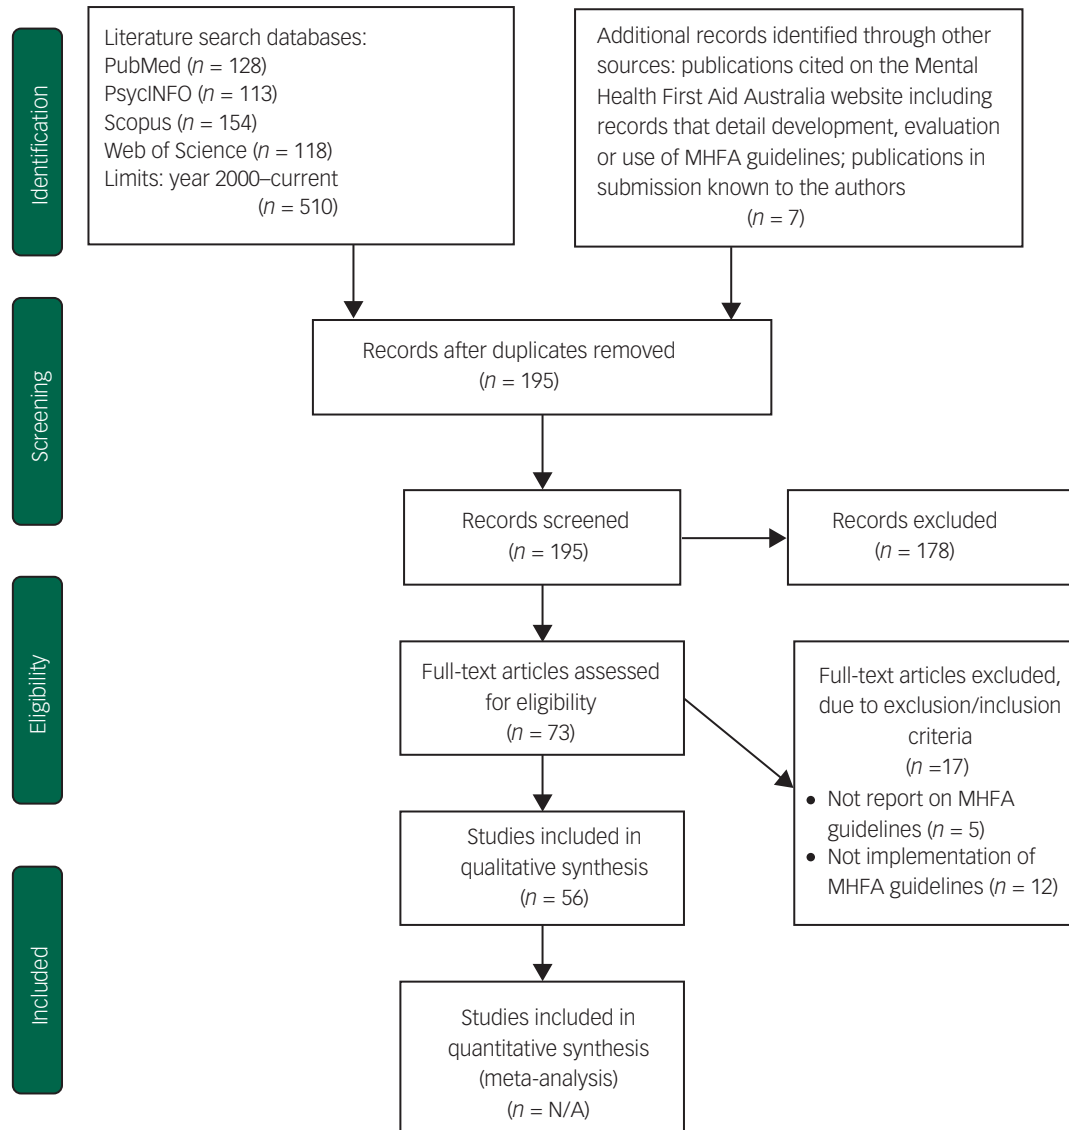 Identification
Literature search databases:
PubMed (n = 128)
PsycINFO (n = 113)
Scopus (n = 154)
Web of Science (n = 118)
Limits: year 2000–current
(n = 510)
Additional records identified through other
sources: publications cited on the Mental
Health First Aid Australia website including
records that detail development, evaluation
or use of MHFA guidelines; publications in
submission known to the authors
(n = 7)
Screening
Records after duplicates removed
(n = 195)
Records screened
(n = 195)
Records excluded
(n = 178)
Eligibility
Full-text articles assessed
for eligibility
(n = 73)
Full-text articles excluded,
due to exclusion/inclusion
criteria
(n =17)
• Not report on MHFA
guidelines (n = 5)
• Not implementation of
MHFA guidelines (n = 12)
Included
Studies included in
qualitative synthesis
(n = 56)
Studies included in
quantitative synthesis
(meta-analysis)
(n = N/A)